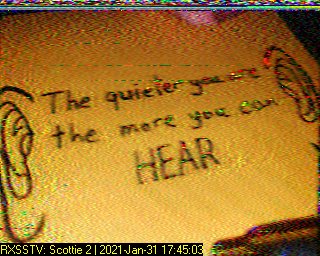 The quieter you are
the more you can
HEAR
RXSSTV: Scottie 2 | 2021-Jan-31 17:45:03